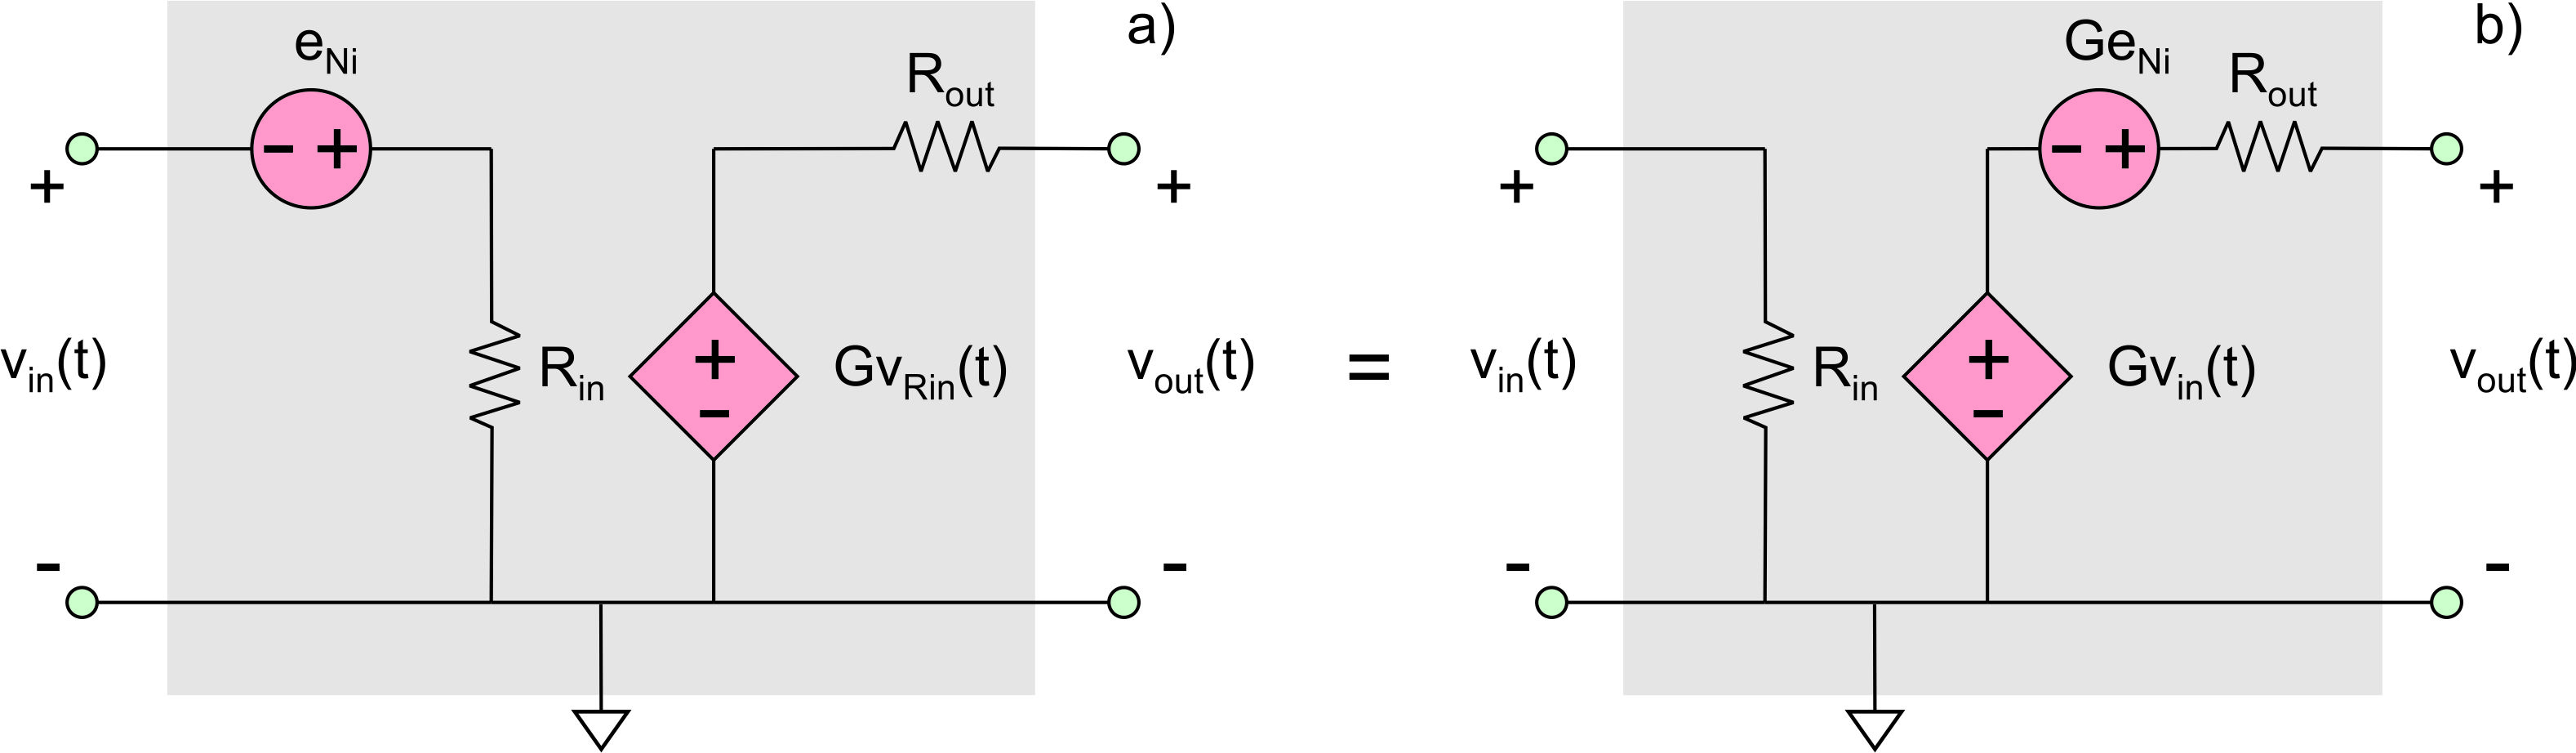 a)
e_Ni
R_out
+
+
v_in(t)
R_in
+
-
Gv_Rin(t)
v_out(t)
-
-
- +
=
b)
Ge_Ni
R_out
- +
+
+
v_in(t)
R_in
+
-
Gv_in(t)
v_out(t)
-
-